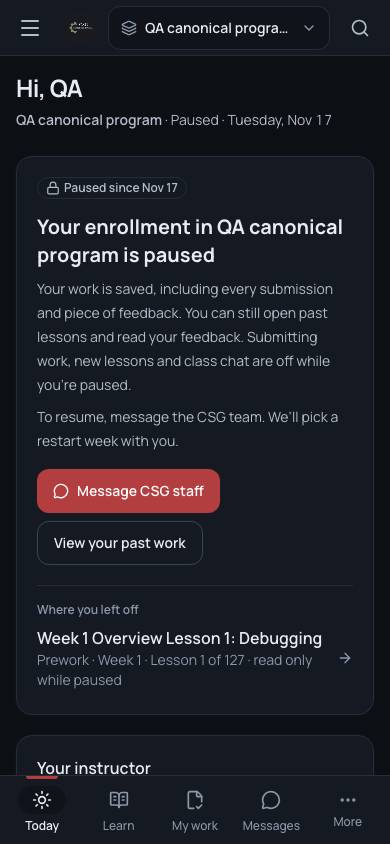 QA canonical progra...
Hi, QA
QA canonical program · Paused · Tuesday, Nov 17
Paused since Nov 17
Your enrollment in QA canonical
program is paused
Your work is saved, including every submission
and piece of feedback. You can still open past
lessons and read your feedback. Submitting
work, new lessons and class chat are off while
you're paused.
To resume, message the CSG team. We'll pick a
restart week with you.
Message CSG staff
View your past work
Where you left off
Week 1 Overview Lesson 1: Debugging
Prework · Week 1 · Lesson 1 of 127 · read only
while paused
Your instructor
Today
Learn
My work
Messages
More